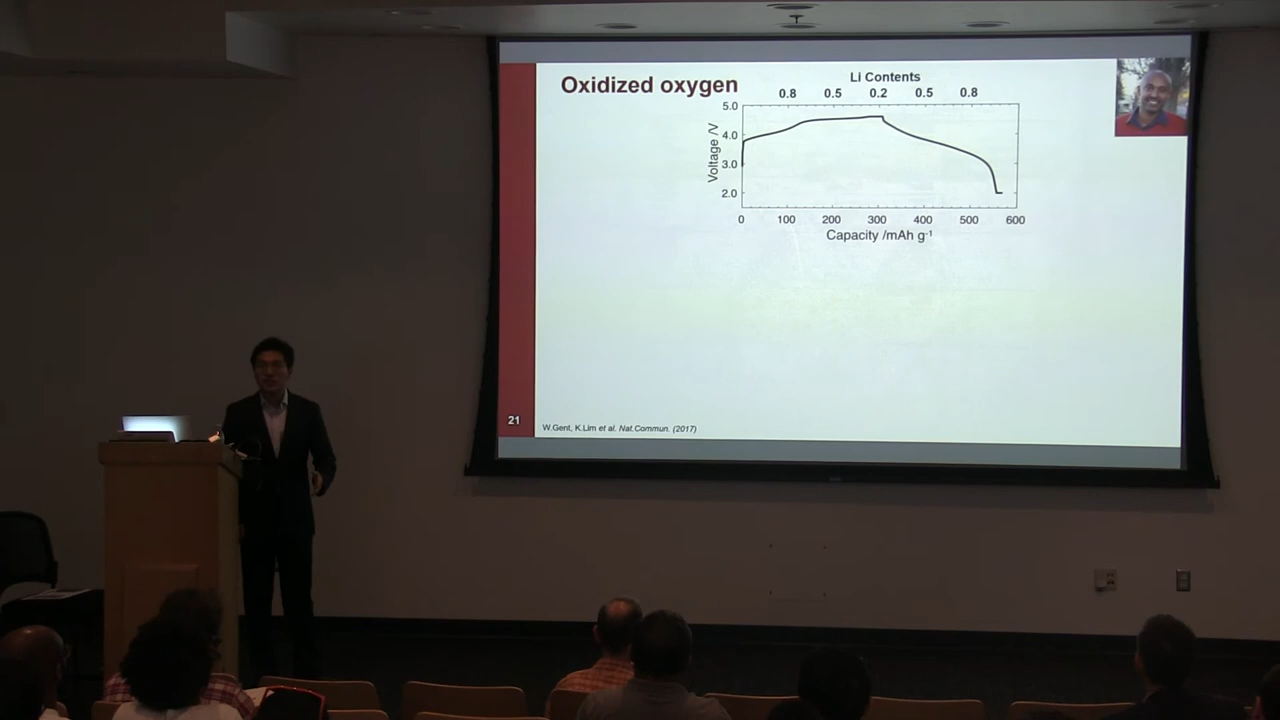 Oxidized oxygen
Li Contents
0.8 0.5 0.2 0.5 0.8
5.0
4.0
3.0
2.0
Voltage /V
0 100 200 300 400 500 600
Capacity /mAh g⁻¹
21
W.Gent, K.Lim et al. Nat.Commun. (2017)